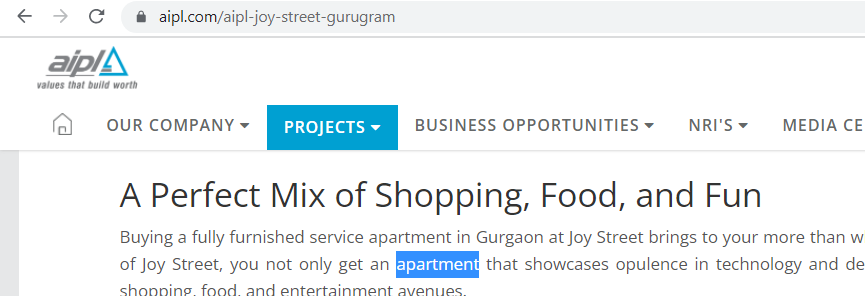 aipl.com/aipl-joy-street-gurugram
aipl
values that build worth
OUR COMPANY PROJECTS BUSINESS OPPORTUNITIES NRI'S MEDIA CE
A Perfect Mix of Shopping, Food, and Fun
Buying a fully furnished service apartment in Gurgaon at Joy Street brings to your more than w
of Joy Street, you not only get an apartment that showcases opulence in technology and de
shopping, food, and entertainment avenues.